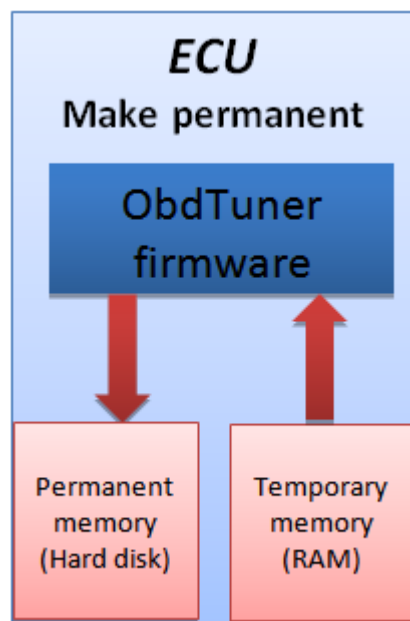 ECU
Make permanent
ObdTuner
firmware
Permanent
memory
(Hard disk)
Temporary
memory
(RAM)